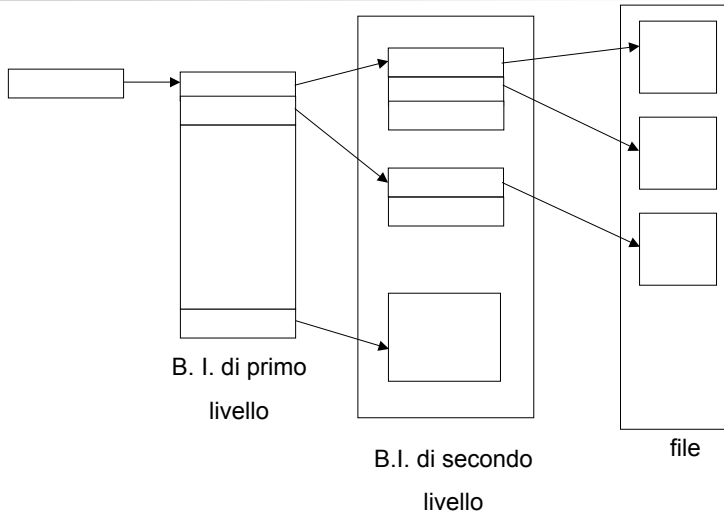 B. I. di primo
livello
B.I. di secondo
livello
file